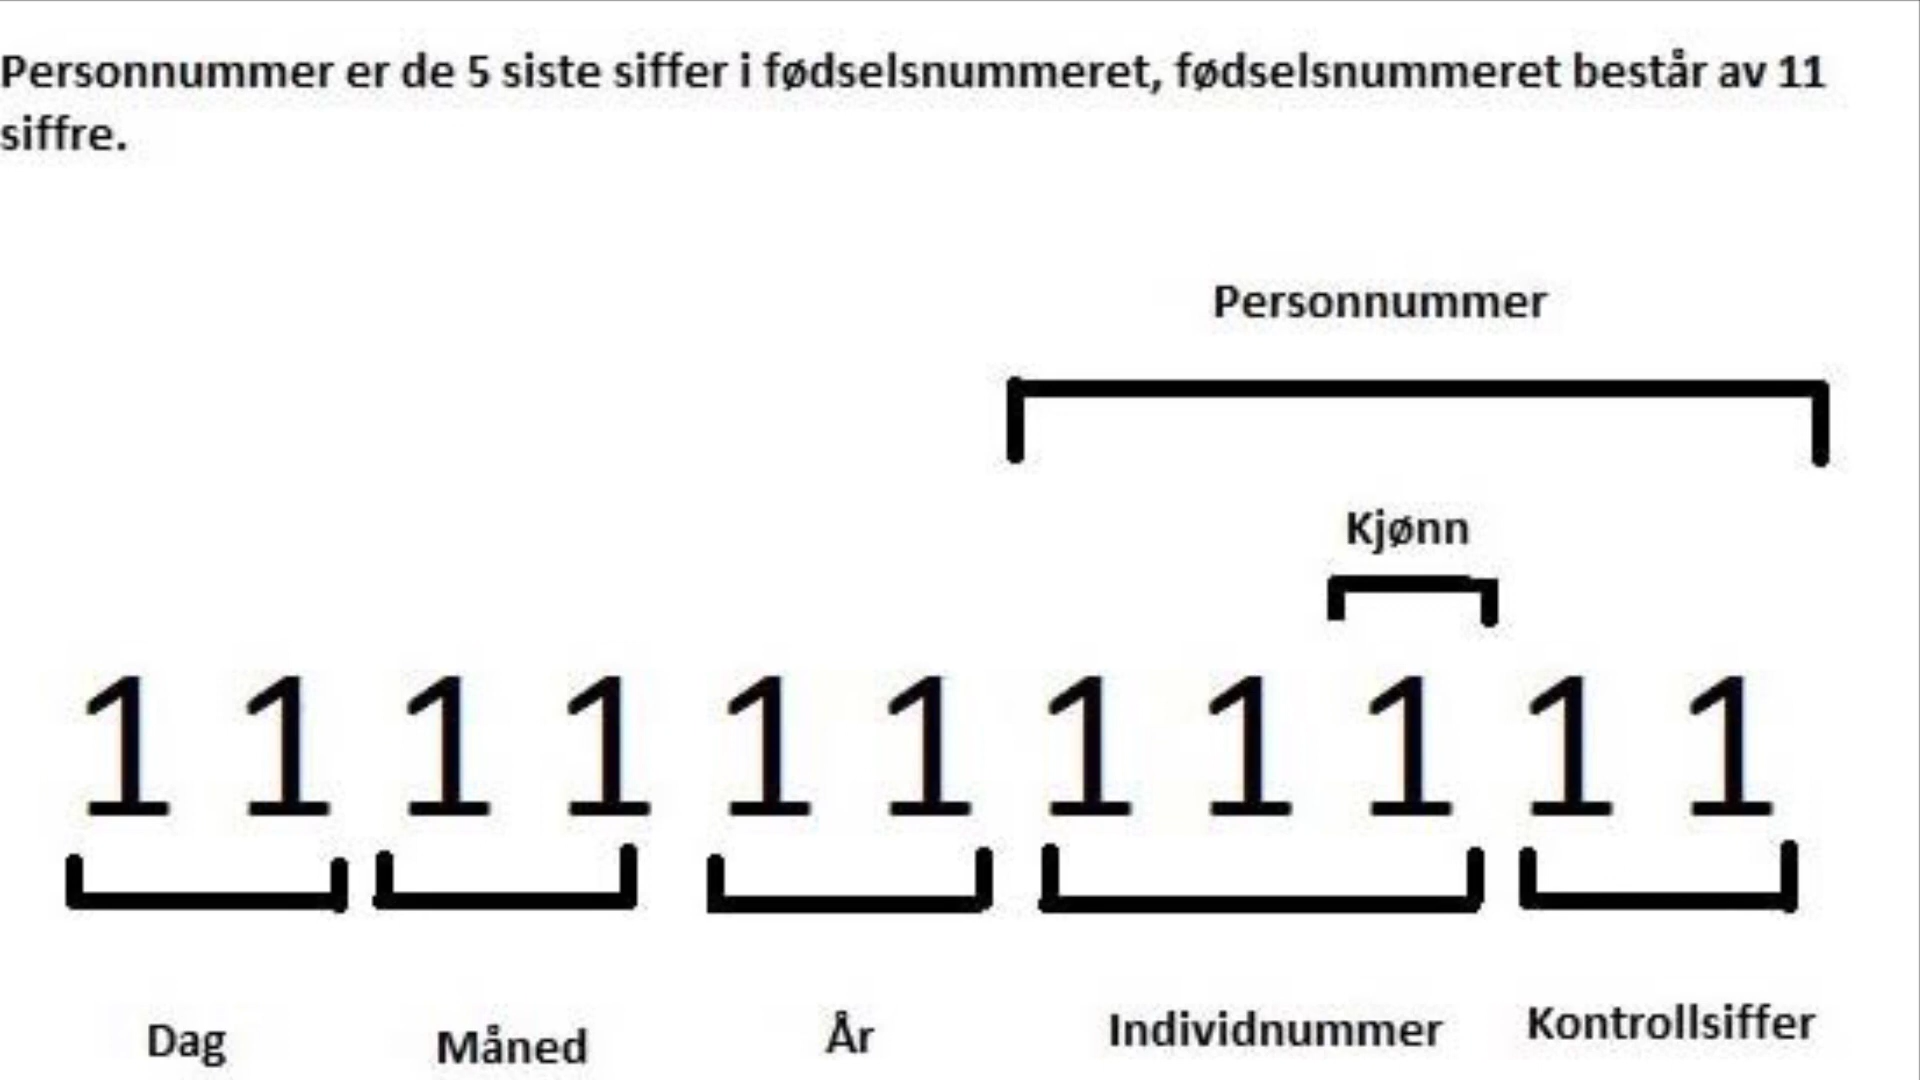 Personnummer er de 5 siste siffer i fødselsnummeret, fødselsnummeret består av 11
siffre.
Personnummer
Kjønn
1 1 1 1 1 1 1 1 1 1 1
Dag Måned År Individnummer Kontrollsiffer